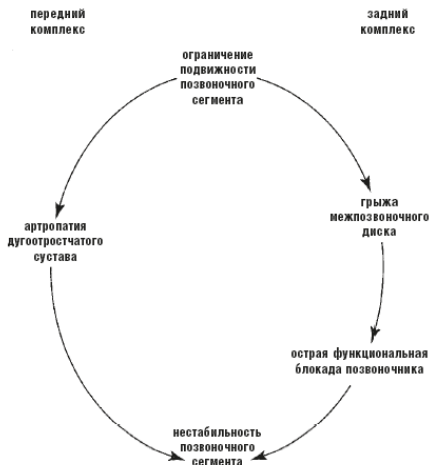 передний
комплекс
задний
комплекс
ограничение
подвижности
позвоночного
сегмента
артропатия
дугоотростчатого
сустава
грыжа
межпозвоночного
диска
острая функциональная
блокада позвоночника
нестабильность
позвоночного
сегмента